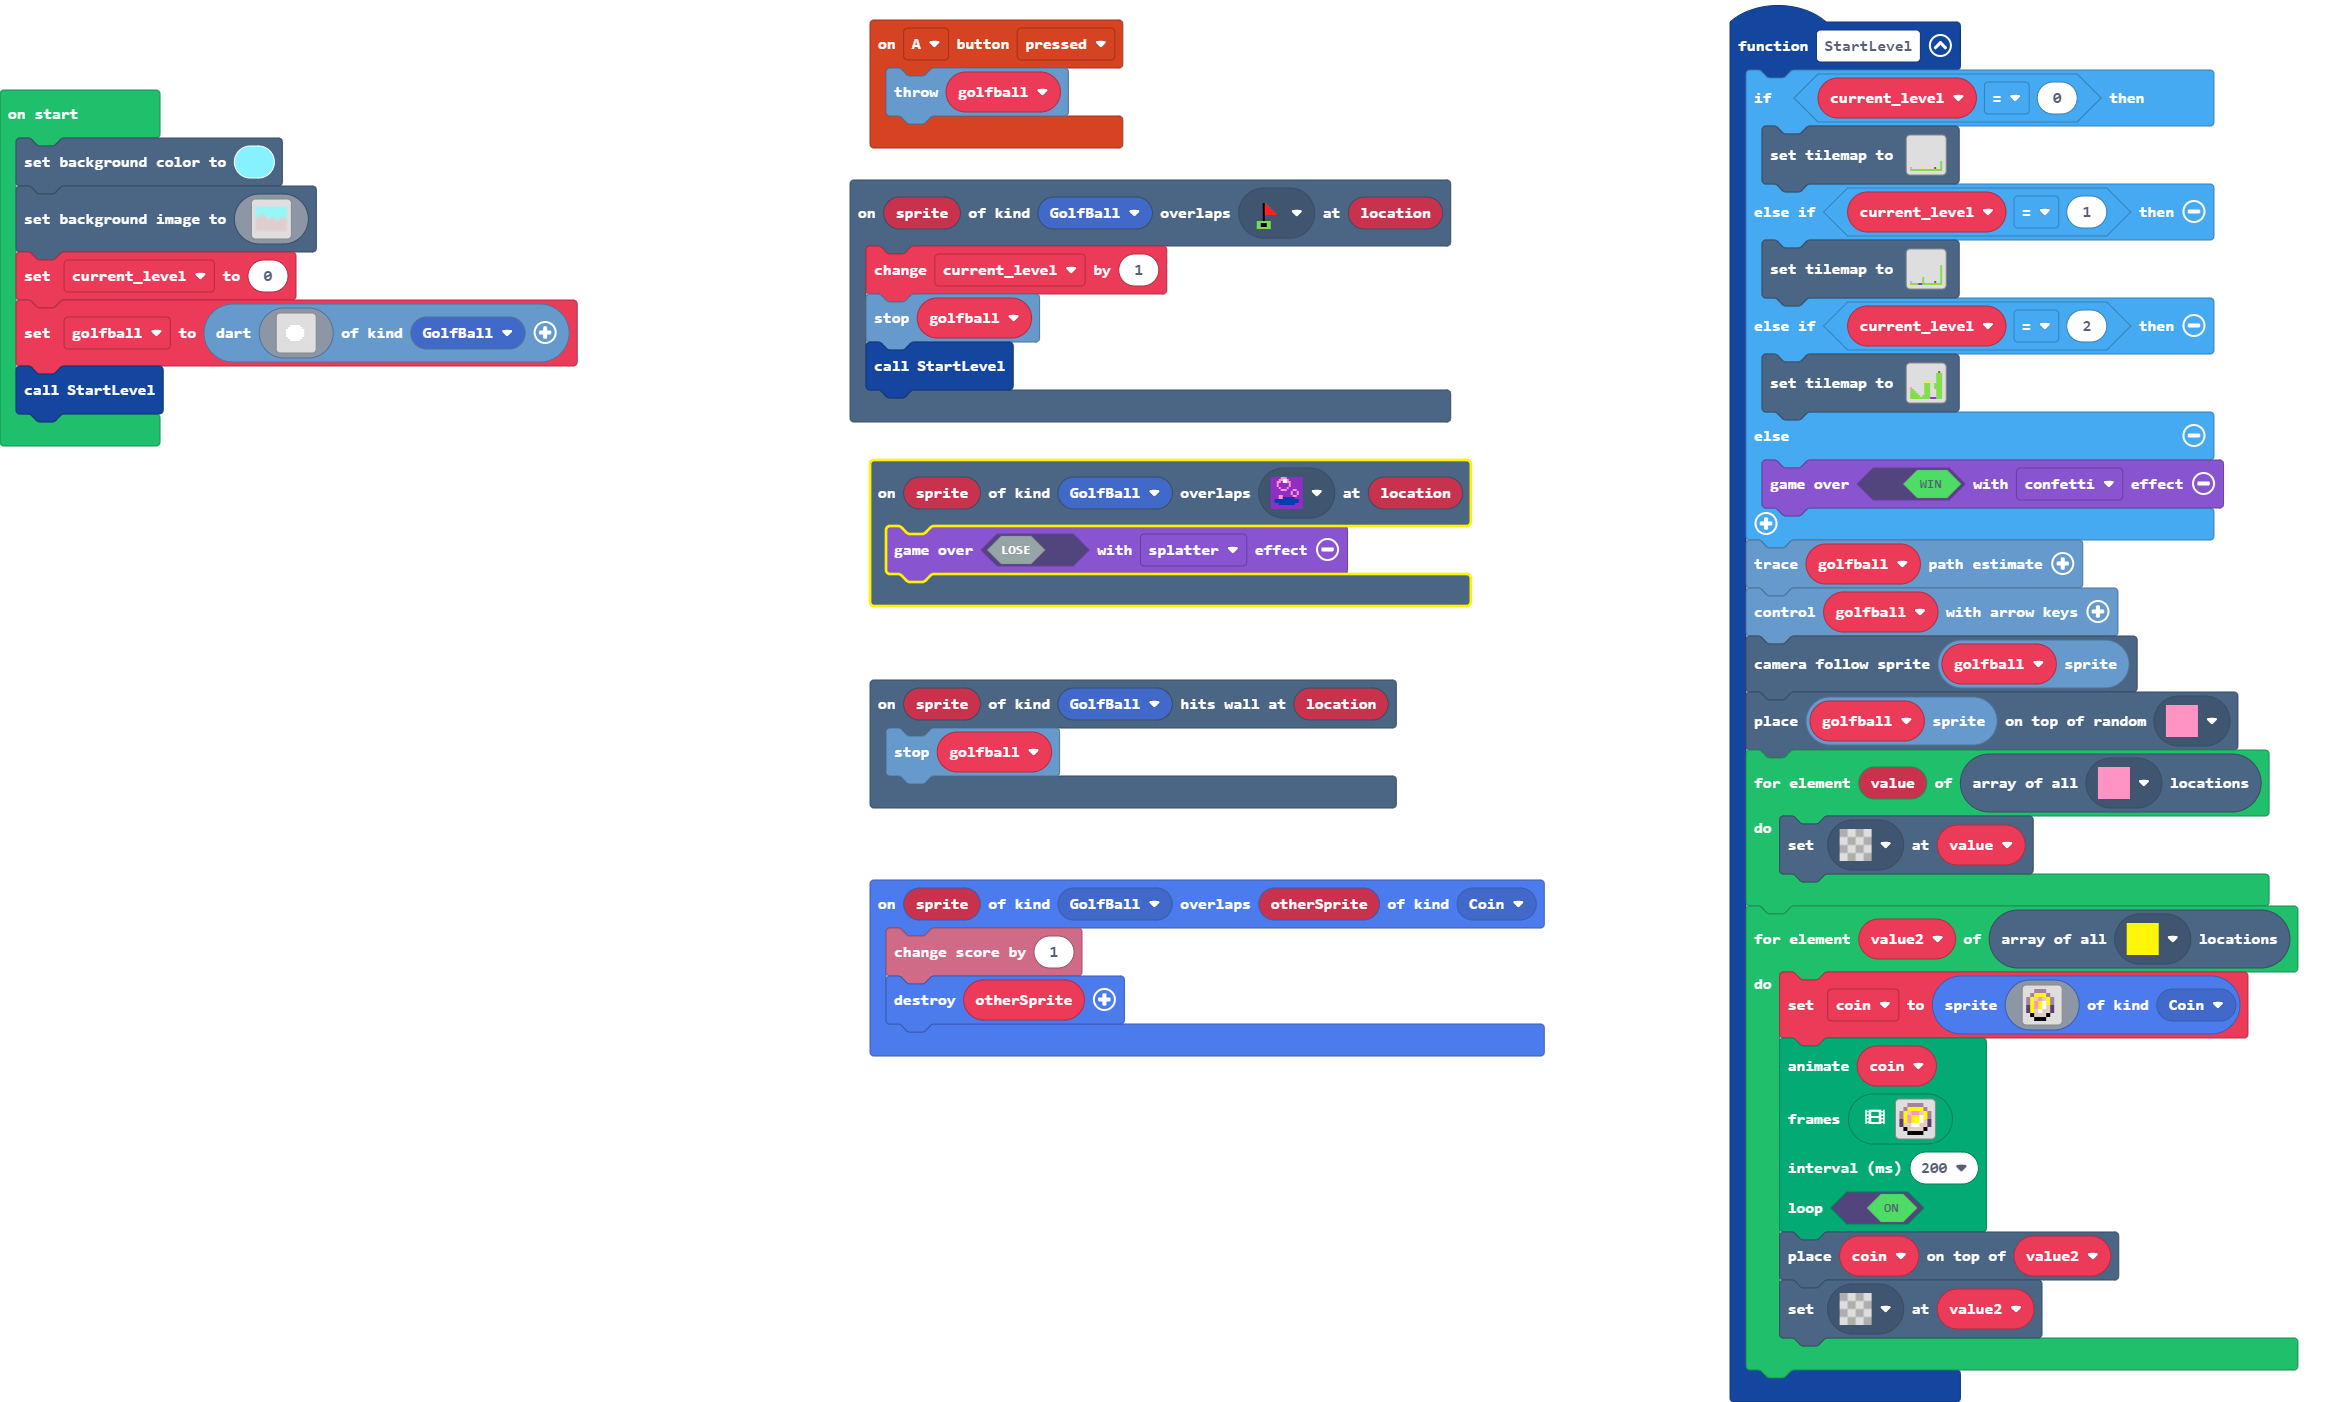 on start
set background color to
set background image to
set current_level to 0
set golfball to dart of kind GolfBall
call StartLevel
on A button pressed
throw golfball
on sprite of kind GolfBall overlaps at location
change current_level by 1
stop golfball
call StartLevel
on sprite of kind GolfBall overlaps at location
game over LOSE with splatter effect
on sprite of kind GolfBall hits wall at location
stop golfball
on sprite of kind GolfBall overlaps otherSprite of kind Coin
change score by 1
destroy otherSprite
function StartLevel
if current_level = 0 then
set tilemap to
else if current_level = 1 then
set tilemap to
else if current_level = 2 then
set tilemap to
else
game over WIN with confetti effect
trace golfball path estimate
control golfball with arrow keys
camera follow sprite golfball sprite
place golfball sprite on top of random
for element value of array of all locations
do
set at value
for element value2 of array of all locations
do
set coin to sprite of kind Coin
animate coin
frames
interval (ms) 200
loop ON
place coin on top of value2
set at value2